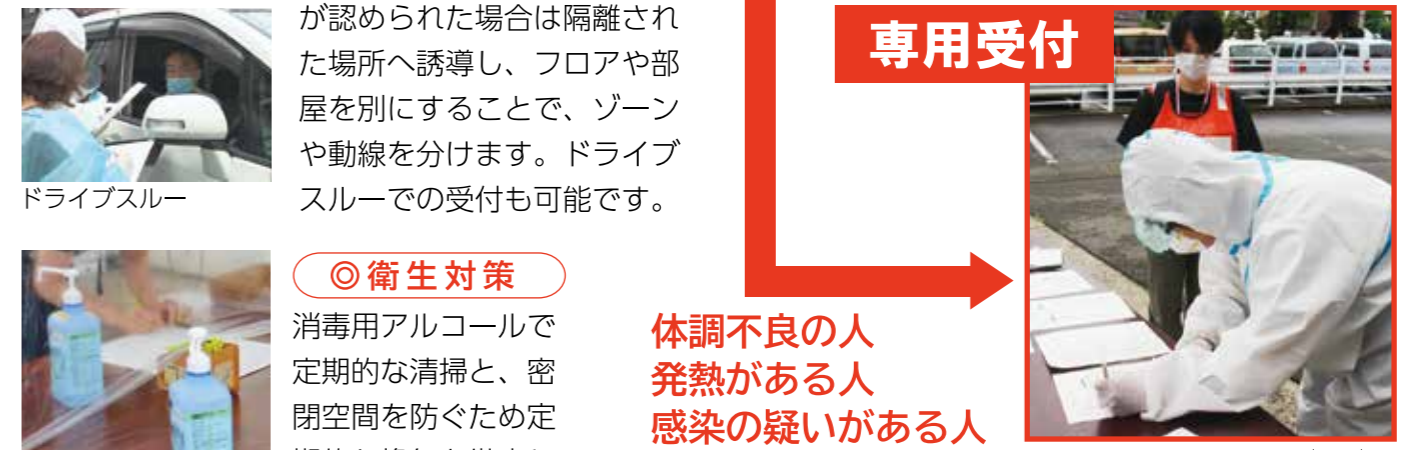 が認められた場合は隔離され
た場所へ誘導し、フロアや部
屋を別にすることで、ゾーン
や動線を分けます。ドライブ
スルーでの受付も可能です。
ドライブスルー
◎衛生対策
消毒用アルコールで
定期的な清掃と、密
閉空間を防ぐため定
専用受付
体調不良の人
発熱がある人
感染の疑いがある人